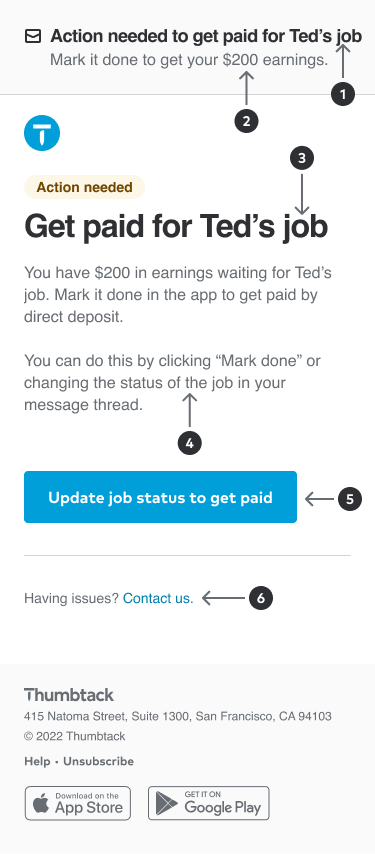 Action needed to get paid for Ted's job
Mark it done to get your $200 earnings.
1
2
T
3
Action needed
Get paid for Ted's job
You have $200 in earnings waiting for Ted's
job. Mark it done in the app to get paid by
direct deposit.
You can do this by clicking “Mark done” or
changing the status of the job in your
message thread.
4
Update job status to get paid
5
Having issues? Contact us.
6
Thumbtack
415 Natoma Street, Suite 1300, San Francisco, CA 94103
© 2022 Thumbtack
Help • Unsubscribe
Download on the
App Store
GET IT ON
Google Play